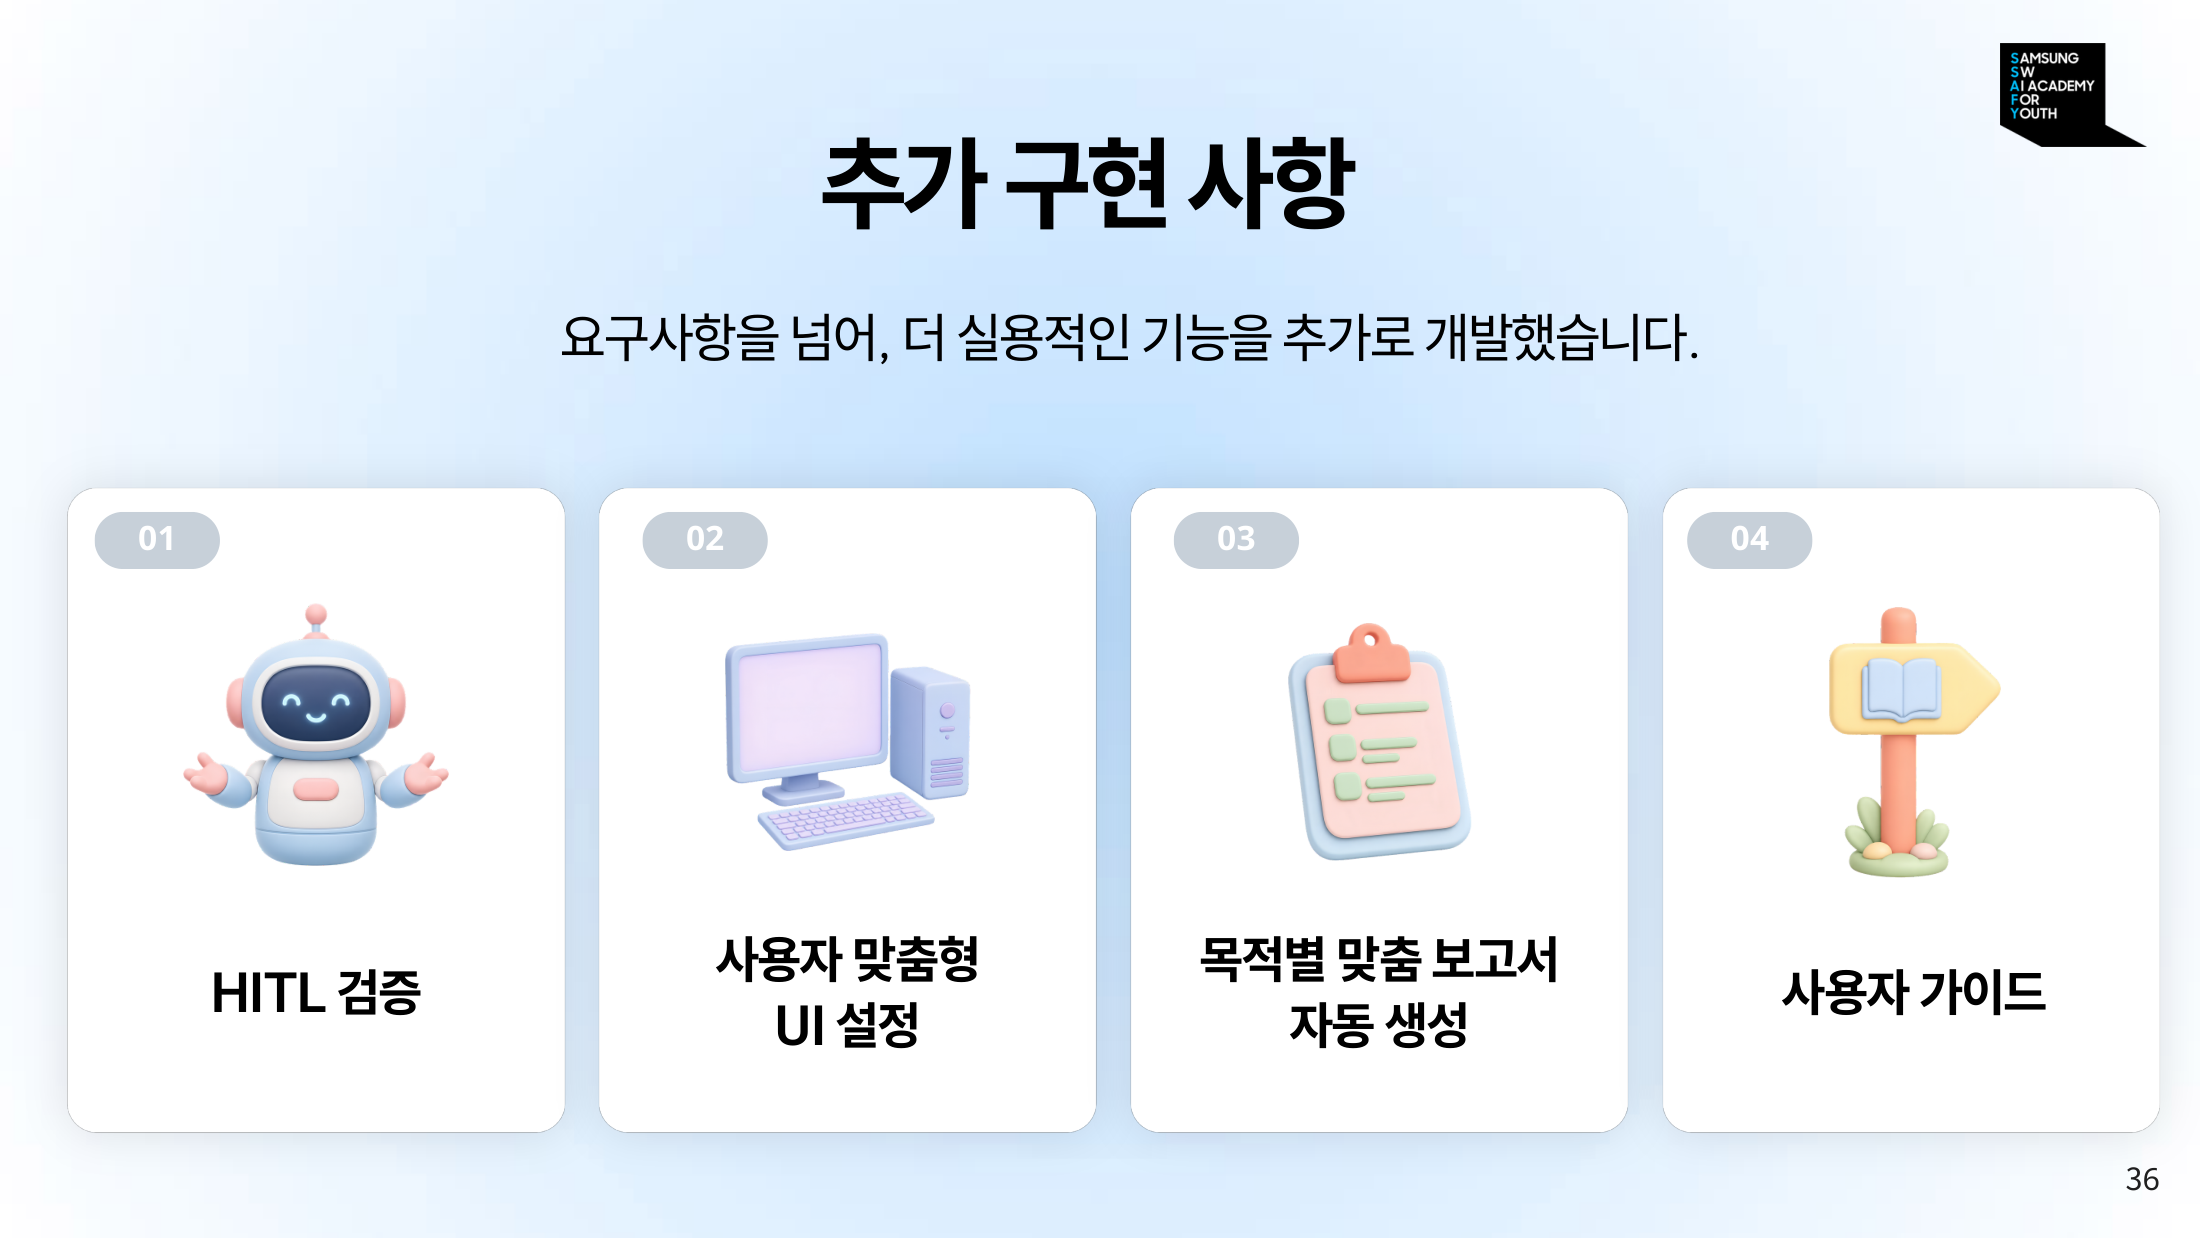 SAMSUNG
SW
AI ACADEMY
FOR
YOUTH
추가 구현 사항
요구사항을 넘어, 더 실용적인 기능을 추가로 개발했습니다.
01
HITL 검증
02
사용자 맞춤형
UI 설정
03
목적별 맞춤 보고서
자동 생성
04
사용자 가이드
36